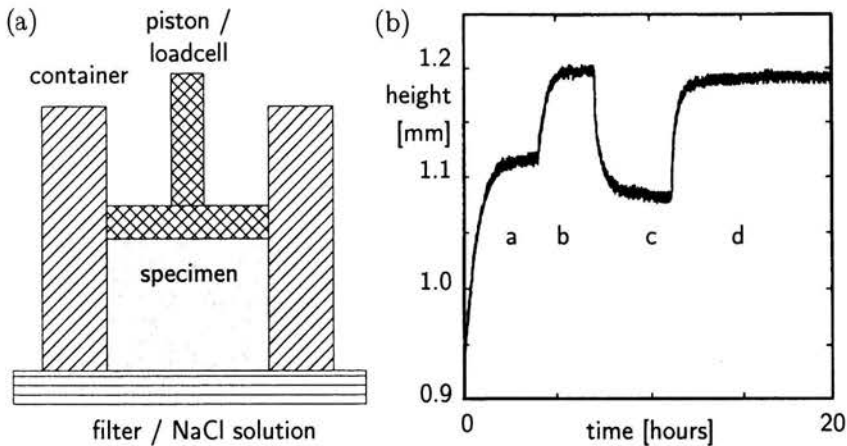 (a)
piston /
loadcell
container
specimen
filter / NaCl solution
(b)
1.2
height
[mm]
1.1
1.0
0.9
a
b
c
d
0
time [hours]
20